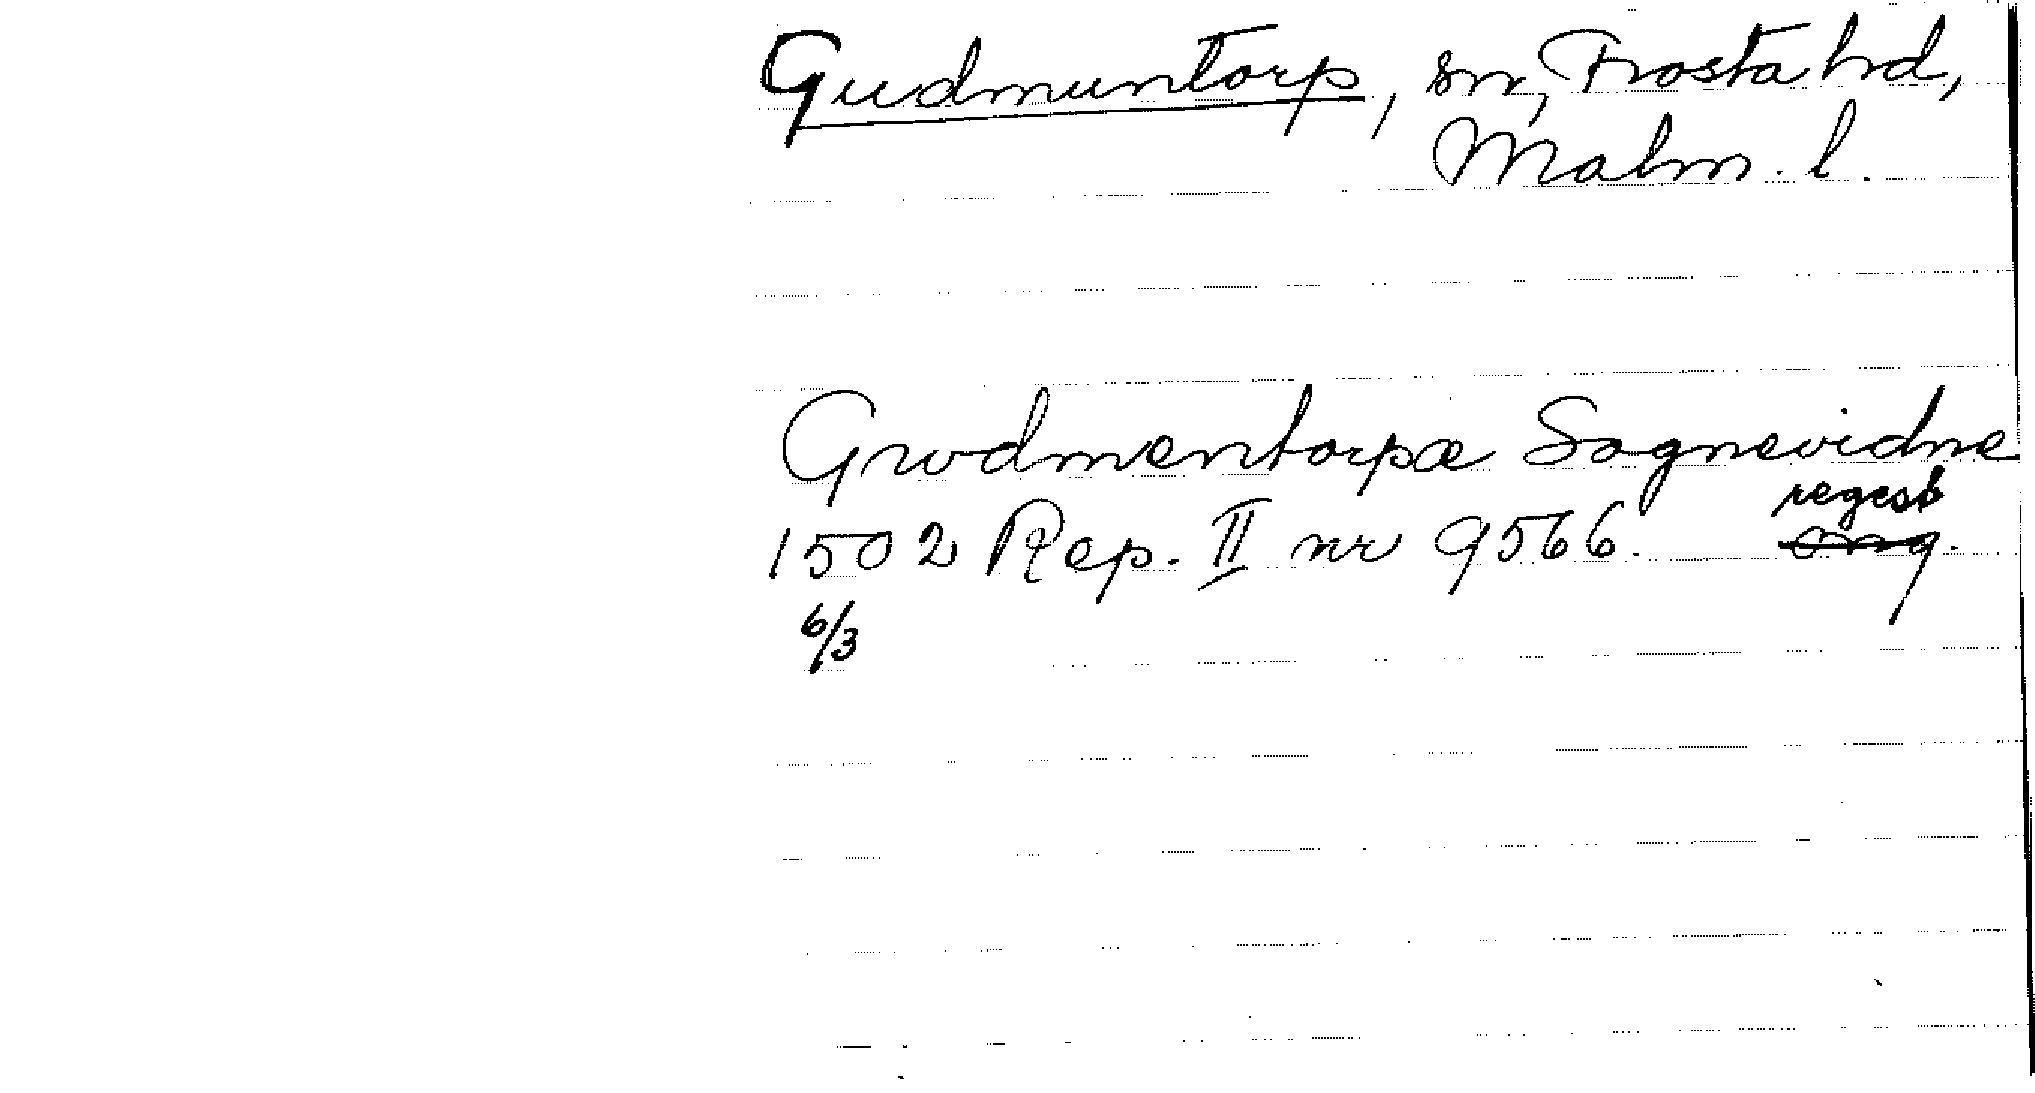 Gudmuntorp, sn, Frosta hd,
Malm. l.
Gwdmentorpæ Sognevidne
regest
1502 Rep. II nr 9566.
6/3